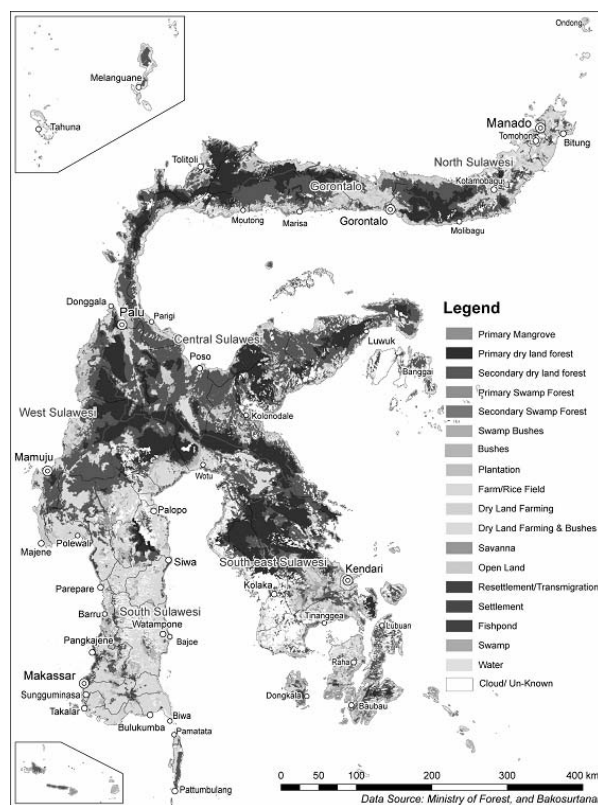 Ondong
Melanguane
Tahuna
Manado
Tomohon
Bitung
North Sulawesi
Tolitoli
Kotamobagu
Gorontalo
Gorontalo
Moutong
Marisa
Molibagu
Donggala
Palu
Parigi
Central Sulawesi
Poso
Luwuk
Banggai
West Sulawesi
Kolonodale
Mamuju
Wotu
Palopo
Majene
Polewali
Siwa
South east Sulawesi
Kendari
Kolaka
Parepare
Barru
South Sulawesi
Watampone
Tinanggea
Lubuan
Pangkajene
Bajoe
Raha
Makassar
Sungguminasa
Takalar
Dongkala
Baubau
Bulukumba
Biwa
Pamatata
Pattumbulang
Legend
Primary Mangrove
Primary dry land forest
Secondary dry land forest
Primary Swamp Forest
Secondary Swamp Forest
Swamp Bushes
Bushes
Plantation
Farm/Rice Field
Dry Land Farming
Dry Land Farming & Bushes
Savanna
Open Land
Resettlement/Transmigration
Settlement
Fishpond
Swamp
Water
Cloud/ Un-Known
0 50 100 200 300 400 km
Data Source: Ministry of Forest, and Bakosurtanal